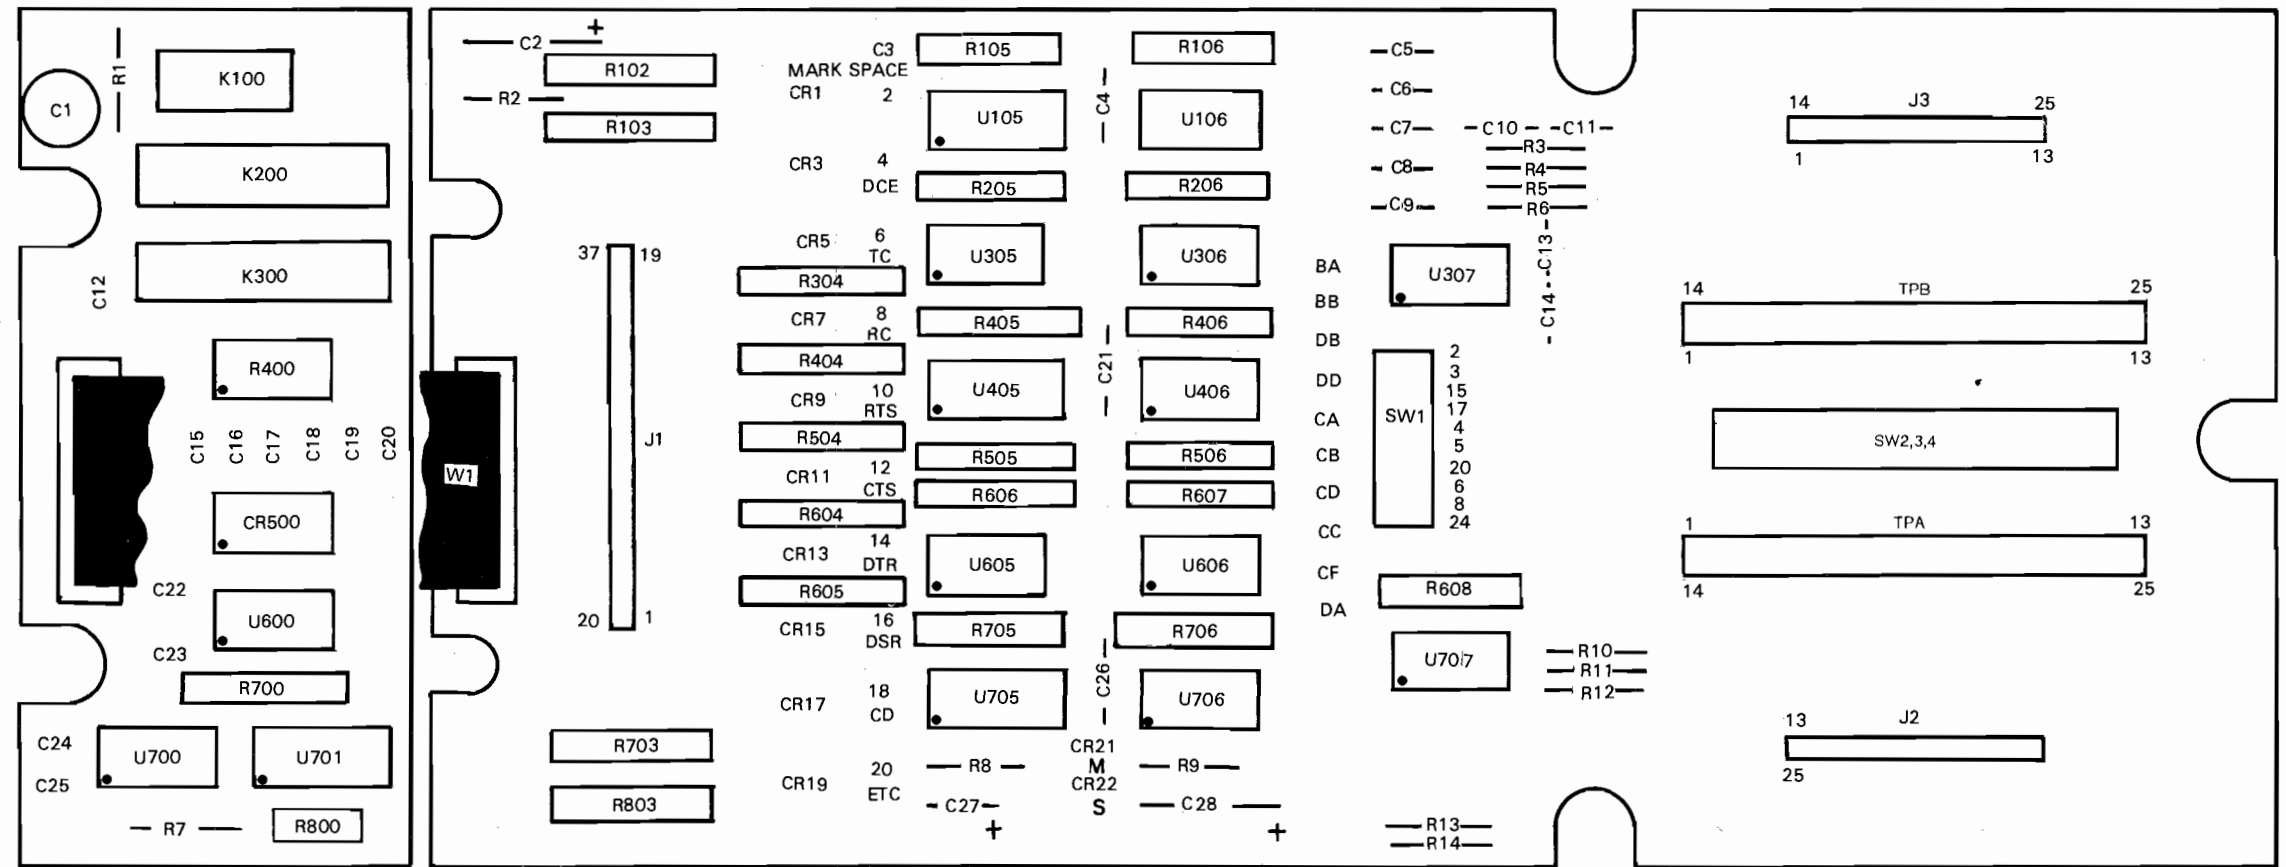 R1
C1
K100
K200
K300
C12
R400
C15
C16
C17
C18
C19
C20
CR500
C22
U600
C23
R700
C24
U700
U701
C25
R7
R800
C2
+
R102
R2
R103
W1
37
19
J1
20
1
R703
R803
C3
MARK SPACE
CR1
2
CR3
4
DCE
CR5
6
TC
R304
CR7
8
RC
R404
CR9
10
RTS
R504
CR11
12
CTS
R604
CR13
14
DTR
R605
CR15
16
DSR
CR17
18
CD
CR19
20
ETC
R105
R106
U105
C4
U106
R205
R206
U305
U306
R405
R406
U405
C21
U406
R505
R506
R606
R607
U605
U606
R705
R706
C26
U705
U706
CR21
R8
M
R9
CR22
C27
S
C28
+
+
C5
C6
C7
C8
C9
C10
C11
R3
R4
R5
R6
C13
C14
BA
BB
DB
DD
CA
CB
CD
CC
CF
DA
U307
SW1
2
3
15
17
4
5
20
6
8
24
R608
U707
R10
R11
R12
R13
R14
14
J3
25
1
13
14
TPB
25
1
13
SW2,3,4
1
TPA
13
14
25
13
J2
25